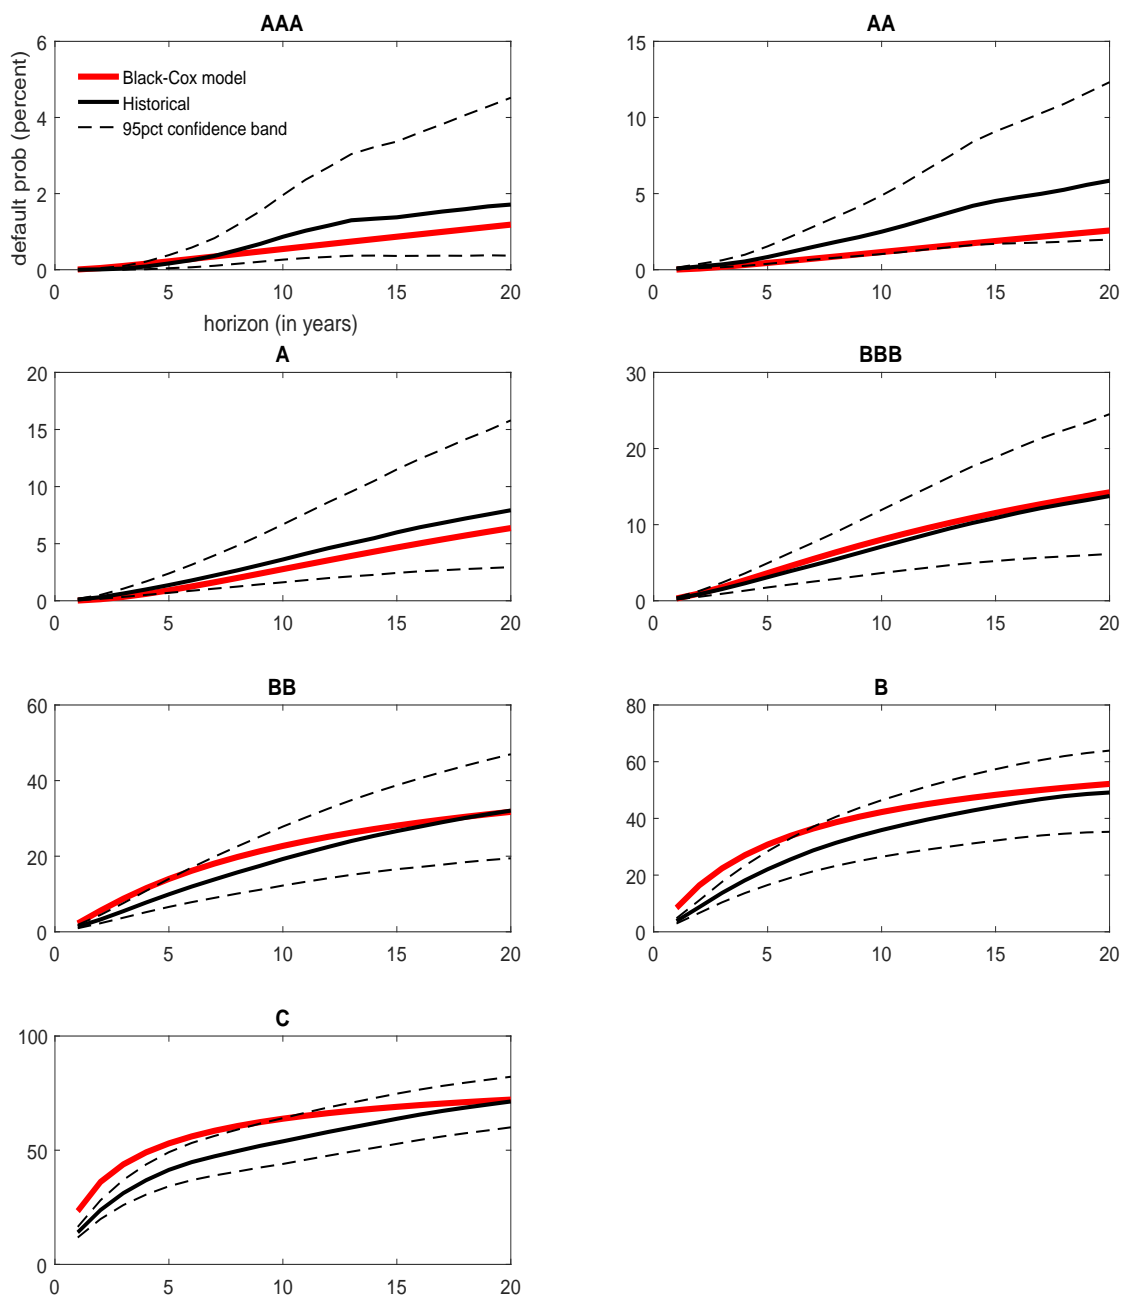 AAA
6
4
2
0
default prob (percent)
Black-Cox model
Historical
95pct confidence band
0 5 10 15 20
horizon (in years)
AA
15
10
5
0
0 5 10 15 20
A
20
15
10
5
0
0 5 10 15 20
BBB
30
20
10
0
0 5 10 15 20
BB
60
40
20
0
0 5 10 15 20
B
80
60
40
20
0
0 5 10 15 20
C
100
50
0
0 5 10 15 20